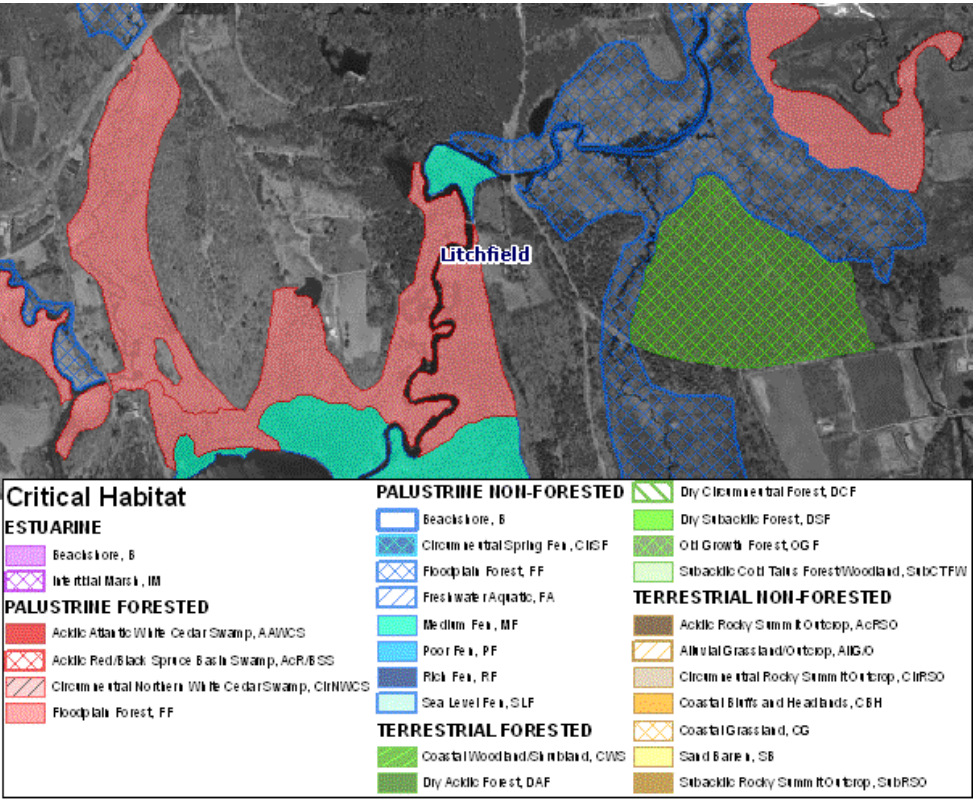 Litchfield
Critical Habitat
ESTUARINE
Beachshore, B
Intertidal Marsh, IM
PALUSTRINE FORESTED
Acidic Atlantic White Cedar Swamp, AAWCS
Acidic Red/Black Spruce Basin Swamp, AcR/BSS
Circumneutral Northern White Cedar Swamp, CirNWCS
Floodplain Forest, FF
PALUSTRINE NON-FORESTED
Beachshore, B
Circumneutral Spring Fen, CirSF
Floodplain Forest, FF
Freshwater Aquatic, FA
Medium Fen, MF
Poor Fen, PF
Rich Fen, RF
Sea Level Fen, SLF
TERRESTRIAL FORESTED
Coastal Woodland/Shrubland, CWS
Dry Acidic Forest, DAF
Dry Circumneutral Forest, DCF
Dry Subacidic Forest, DSF
Old Growth Forest, OGF
Subacidic Cold Talus Forest/Woodland, SubCTFW
TERRESTRIAL NON-FORESTED
Acidic Rocky Summit Outcrop, AcRSO
Alluvial Grassland/Outcrop, AllG/O
Circumneutral Rocky Summit Outcrop, CirRSO
Coastal Bluffs and Headlands, CBH
Coastal Grassland, CG
Sand Barren, SB
Subacidic Rocky Summit Outcrop, SubRSO